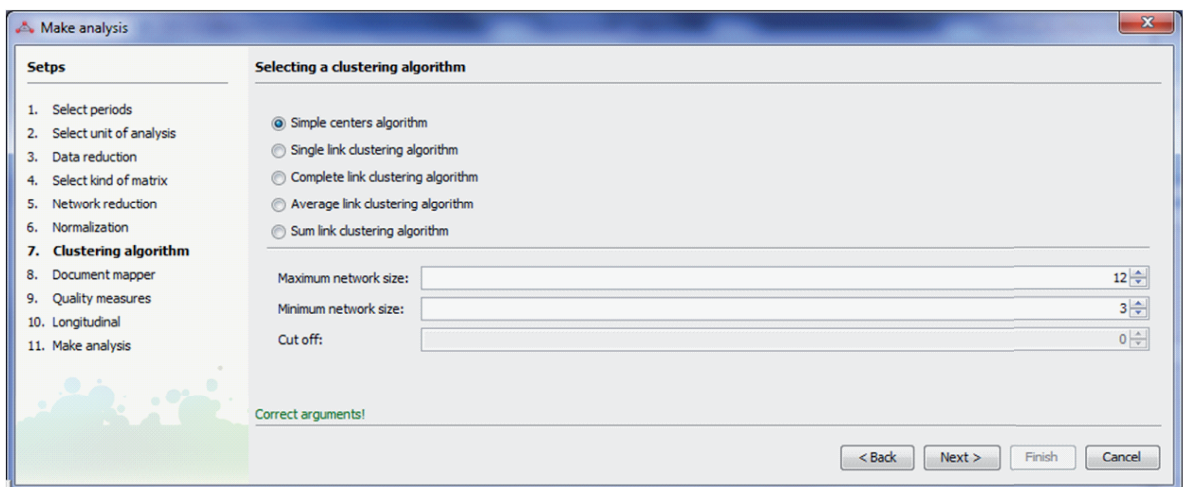 Make analysis
Setps
1. Select periods
2. Select unit of analysis
3. Data reduction
4. Select kind of matrix
5. Network reduction
6. Normalization
7. Clustering algorithm
8. Document mapper
9. Quality measures
10. Longitudinal
11. Make analysis
Selecting a clustering algorithm
Simple centers algorithm
Single link clustering algorithm
Complete link clustering algorithm
Average link clustering algorithm
Sum link clustering algorithm
Maximum network size: 12
Minimum network size: 3
Cut off: 0
Correct arguments!
< Back Next > Finish Cancel